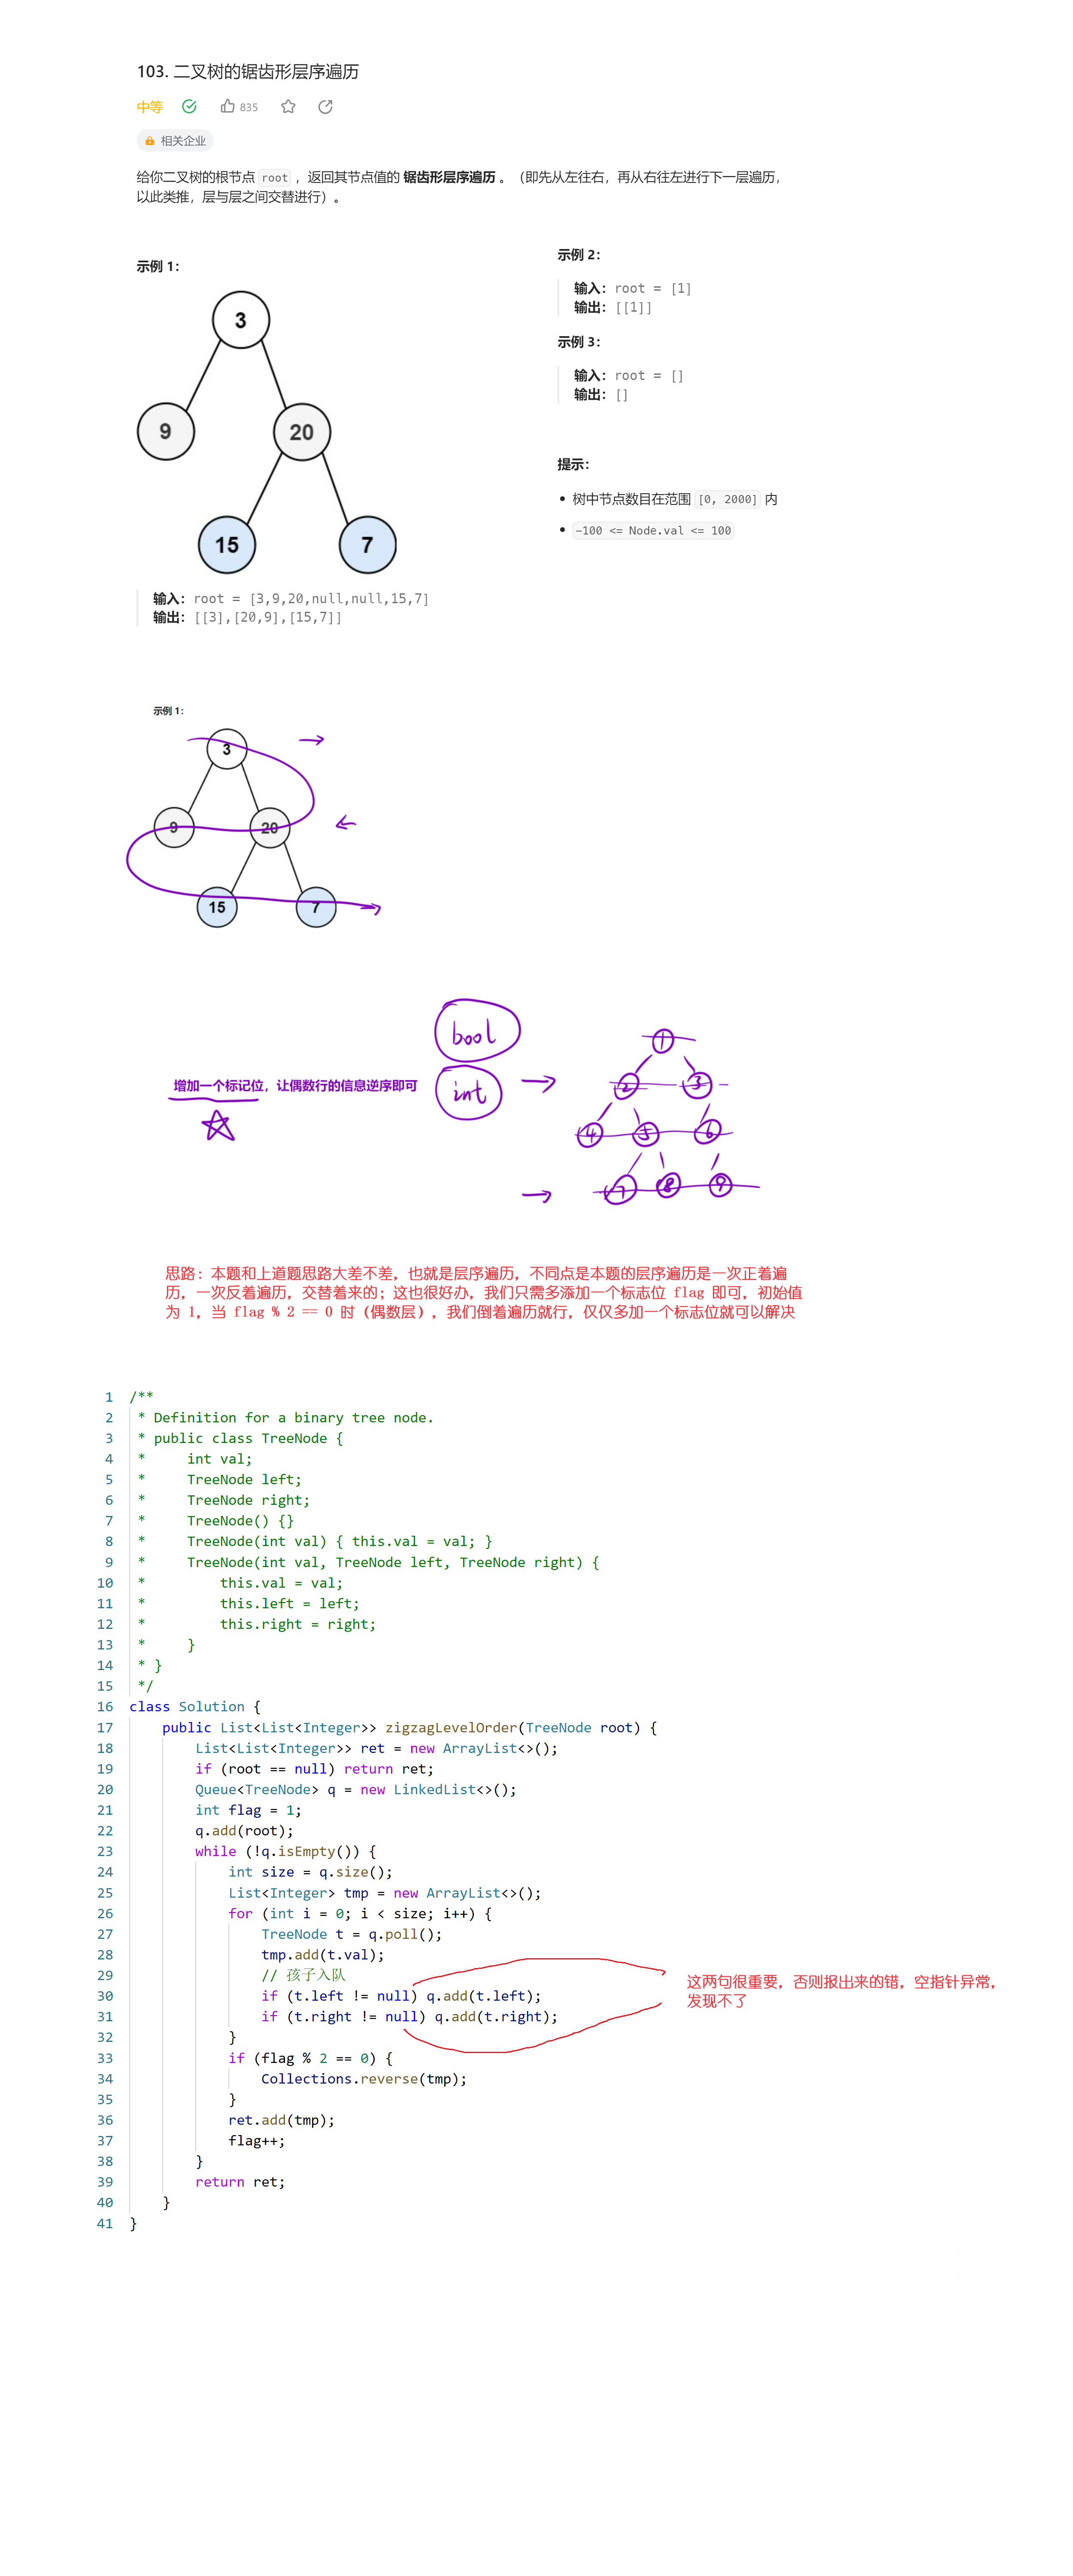 103. 二叉树的锯齿形层序遍历
中等 835
相关企业
给你二叉树的根节点 root ，返回其节点值的 锯齿形层序遍历 。（即先从左往右，再从右往左进行下一层遍历，
以此类推，层与层之间交替进行）。
示例 1：
3
9 20
15 7
输入：root = [3,9,20,null,null,15,7]
输出：[[3],[20,9],[15,7]]
示例 2：
输入：root = [1]
输出：[[1]]
示例 3：
输入：root = []
输出：[]
提示：
• 树中节点数目在范围 [0, 2000] 内
• -100 <= Node.val <= 100
示例 1：
3 →
9 20 ←
15 7
增加一个标记位，让偶数行的信息逆序即可
bool
int →
①
② ③
④ ⑤ ⑥
→ ⑦ ⑧ ⑨
思路：本题和上道题思路大差不差，也就是层序遍历，不同点是本题的层序遍历是一次正着遍
历，一次反着遍历，交替着来的；这也很好办，我们只需多添加一个标志位 flag 即可，初始值
为 1，当 flag % 2 == 0 时（偶数层），我们倒着遍历就行，仅仅多加一个标志位就可以解决
1 /**
2 * Definition for a binary tree node.
3 * public class TreeNode {
4 *     int val;
5 *     TreeNode left;
6 *     TreeNode right;
7 *     TreeNode() {}
8 *     TreeNode(int val) { this.val = val; }
9 *     TreeNode(int val, TreeNode left, TreeNode right) {
10 *         this.val = val;
11 *         this.left = left;
12 *         this.right = right;
13 *     }
14 * }
15 */
16 class Solution {
17     public List<List<Integer>> zigzagLevelOrder(TreeNode root) {
18         List<List<Integer>> ret = new ArrayList<>();
19         if (root == null) return ret;
20         Queue<TreeNode> q = new LinkedList<>();
21         int flag = 1;
22         q.add(root);
23         while (!q.isEmpty()) {
24             int size = q.size();
25             List<Integer> tmp = new ArrayList<>();
26             for (int i = 0; i < size; i++) {
27                 TreeNode t = q.poll();
28                 tmp.add(t.val);
29                 // 孩子入队
30                 if (t.left != null) q.add(t.left);
31                 if (t.right != null) q.add(t.right);
32             }
33             if (flag % 2 == 0) {
34                 Collections.reverse(tmp);
35             }
36             ret.add(tmp);
37             flag++;
38         }
39         return ret;
40     }
41 }
这两句很重要，否则报出来的错，空指针异常，
发现不了